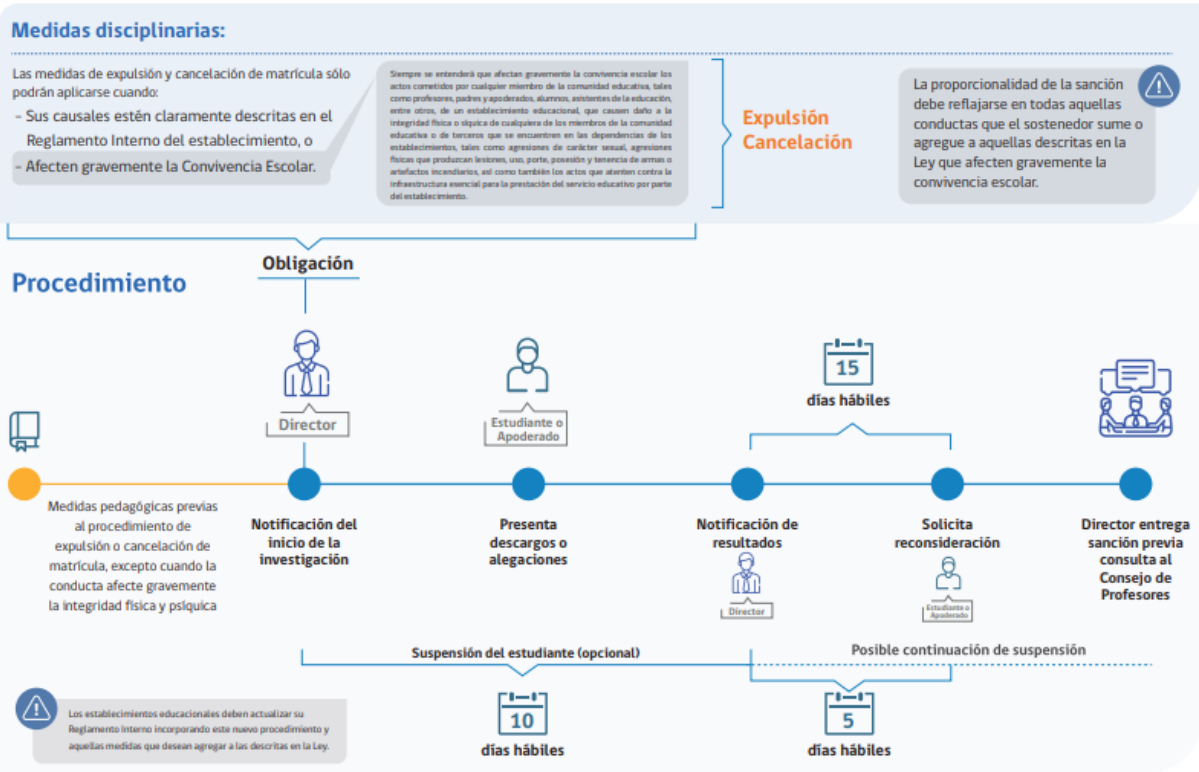 Medidas disciplinarias:
Las medidas de expulsión y cancelación de matrícula sólo
podrán aplicarse cuando:
- Sus causales estén claramente descritas en el
Reglamento Interno del establecimiento, o
- Afecten gravemente la Convivencia Escolar.
Siempre se entenderá que afectan gravemente la convivencia escolar los
actos cometidos por cualquier miembro de la comunidad educativa, tales
como profesores, padres y apoderados, alumnos, asistentes de la educación,
entre otros, de un establecimiento educacional, que causen daño a la
integridad física o síquica de cualquiera de los miembros de la comunidad
educativa o de terceros que se encuentren en las dependencias de los
establecimientos, tales como agresiones de carácter sexual, agresiones
físicas que produzcan lesiones, uso, porte, posesión y tenencia de armas o
artefactos incendiarios, así como también los actos que atenten contra la
infraestructura esencial para la prestación del servicio educativo por parte
del establecimiento.
Expulsión
Cancelación
La proporcionalidad de la sanción
debe reflajarse en todas aquellas
conductas que el sostenedor sume o
agregue a aquellas descritas en la
Ley que afecten gravemente la
convivencia escolar.
Obligación
Procedimiento
Director
Estudiante o
Apoderado
15
días hábiles
Medidas pedagógicas previas
al procedimiento de
expulsión o cancelación de
matrícula, excepto cuando la
conducta afecte gravemente
la integridad física y psíquica
Notificación del
inicio de la
investigación
Presenta
descargos o
alegaciones
Notificación de
resultados
Director
Solicita
reconsideración
Estudiante o
Apoderado
Director entrega
sanción previa
consulta al
Consejo de
Profesores
Suspensión del estudiante (opcional)
Posible continuación de suspensión
10
días hábiles
5
días hábiles
Los establecimientos educacionales deben actualizar su
Reglamento Interno incorporando este nuevo procedimiento y
aquellas medidas que desean agregar a las descritas en la Ley.